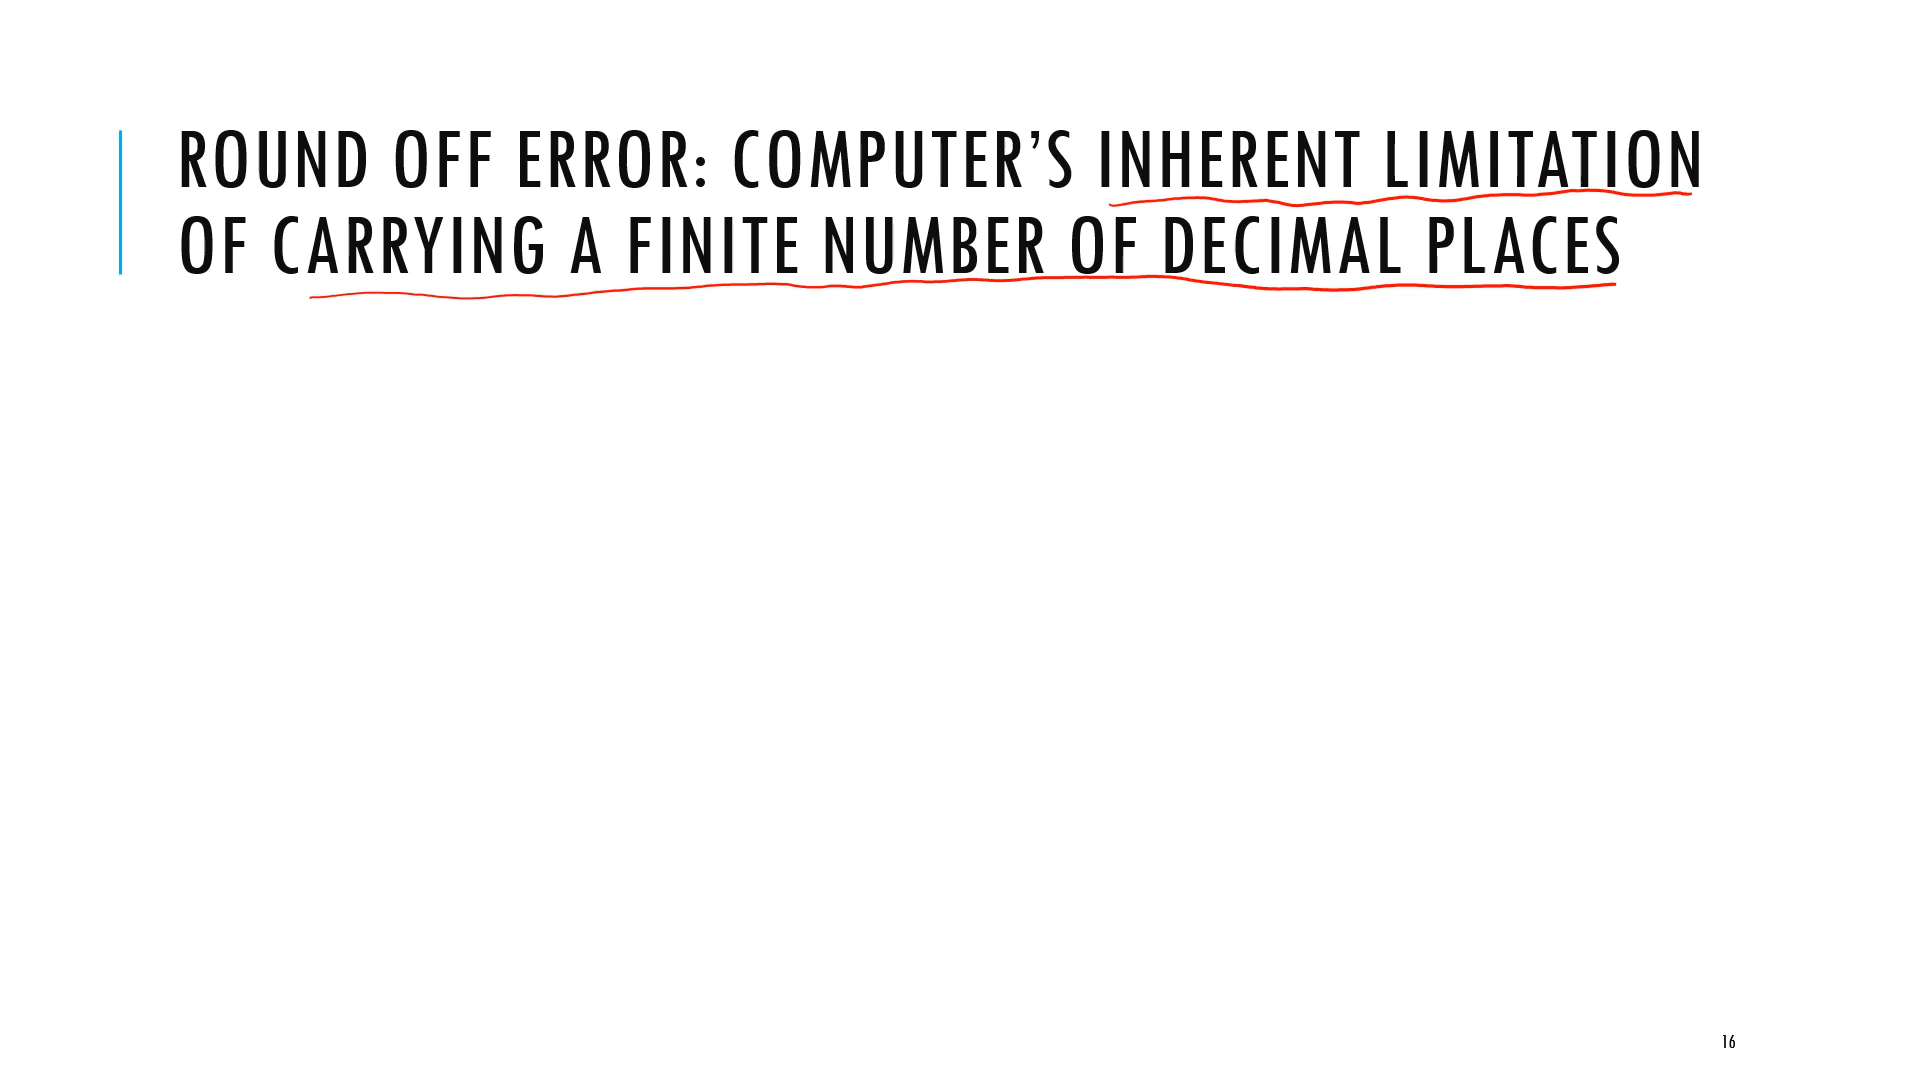 ROUND OFF ERROR: COMPUTER’S INHERENT LIMITATION
OF CARRYING A FINITE NUMBER OF DECIMAL PLACES
16